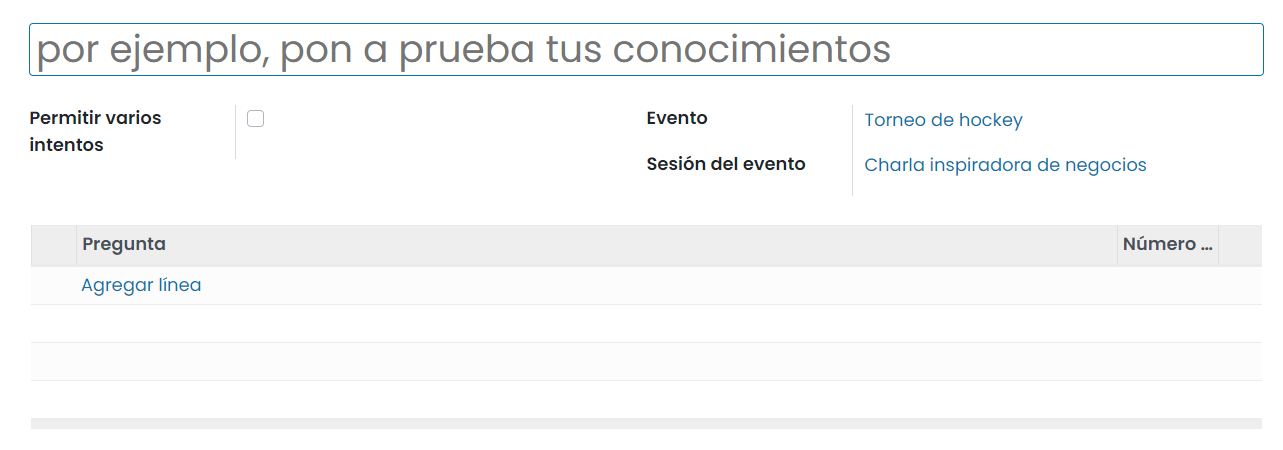 por ejemplo, pon a prueba tus conocimientos
Permitir varios
intentos
Evento
Torneo de hockey
Sesión del evento
Charla inspiradora de negocios
Pregunta
Número ...
Agregar línea